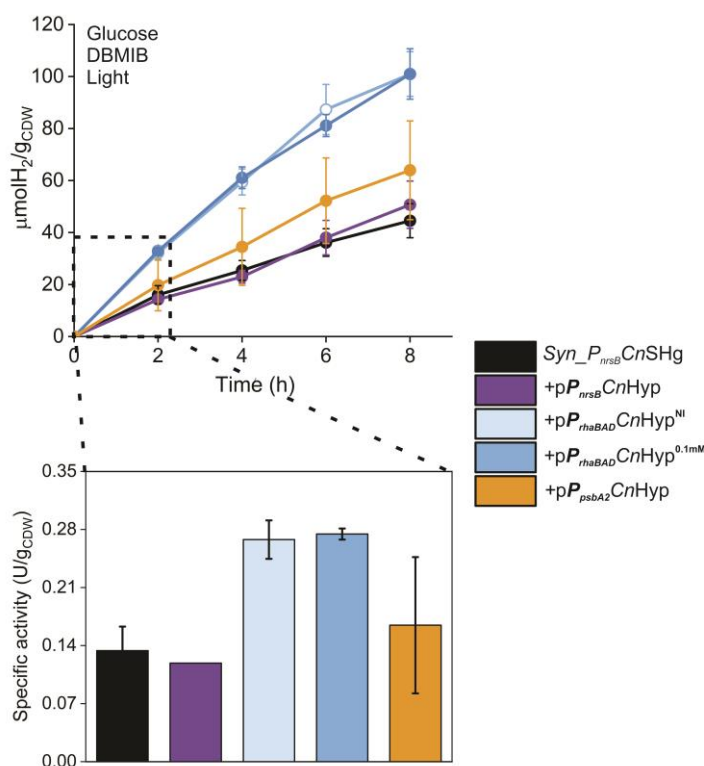 Glucose
DBMIB
Light
120
100
80
60
40
20
0
μmolH₂/gCDW
0 2 4 6 8
Time (h)
Syn_PnrsBCnSHg
+pPnrsBCnHyp
+pPrhaBADCnHypᴺᴵ
+pPrhaBADCnHyp⁰·¹ᵐᴹ
+pPpsbA2CnHyp
0.35
0.28
0.21
0.14
0.07
0.00
Specific activity (U/gCDW)